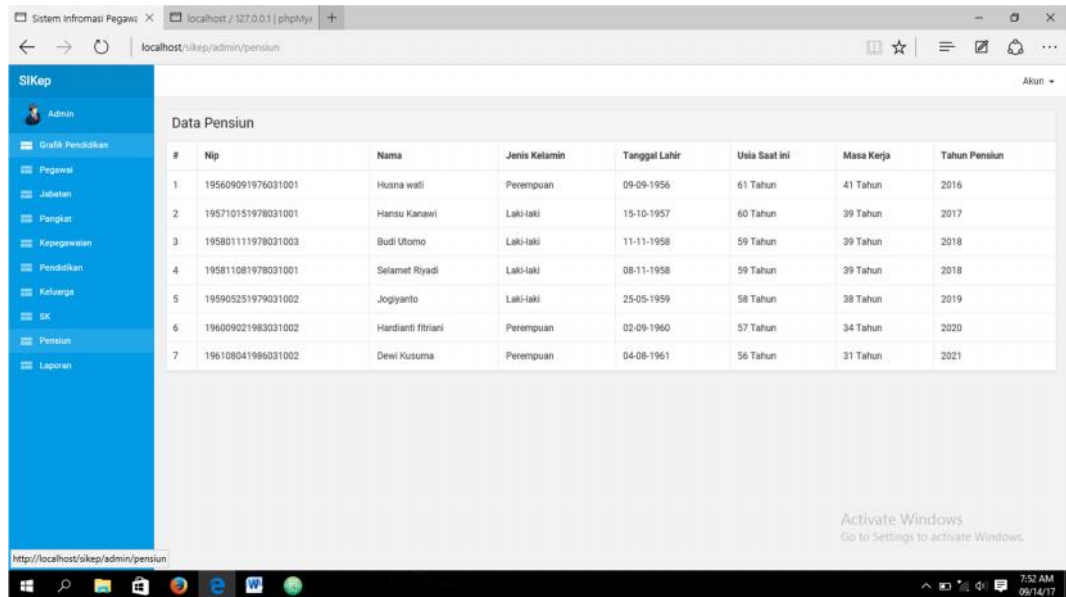 Sistem Infromasi Pegawa
localhost / 127.0.0.1 | phpMy
localhost/sikep/admin/pensiun
SIKep
Akun
Admin
Grafik Pendidikan
Pegawai
Jabatan
Pangkat
Kepegawaian
Pendidikan
Keluarga
SK
Pensiun
Laporan
Data Pensiun
# Nip Nama Jenis Kelamin Tanggal Lahir Usia Saat ini Masa Kerja Tahun Pensiun
1 195609091976031001 Husna wati Perempuan 09-09-1956 61 Tahun 41 Tahun 2016
2 195710151978031001 Hansu Kanawi Laki-laki 15-10-1957 60 Tahun 39 Tahun 2017
3 195801111978031003 Budi Utomo Laki-laki 11-11-1958 59 Tahun 39 Tahun 2018
4 195811081978031001 Selamet Riyadi Laki-laki 08-11-1958 59 Tahun 39 Tahun 2018
5 195905251979031002 Jogiyanto Laki-laki 25-05-1959 58 Tahun 38 Tahun 2019
6 196009021983031002 Hardianti fitriani Perempuan 02-09-1960 57 Tahun 34 Tahun 2020
7 196108041986031002 Dewi Kusuma Perempuan 04-08-1961 56 Tahun 31 Tahun 2021
Activate Windows
Go to Settings to activate Windows.
http://localhost/sikep/admin/pensiun
7:52 AM
09/14/17